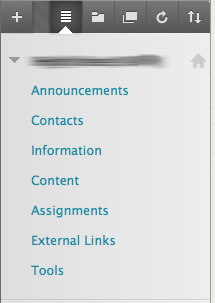 Announcements
Contacts
Information
Content
Assignments
External Links
Tools